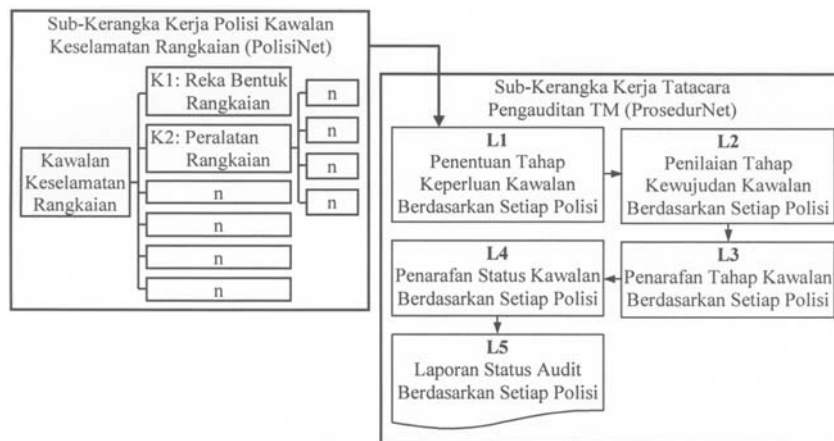 Sub-Kerangka Kerja Polisi Kawalan
Keselamatan Rangkaian (PolisiNet)
Kawalan
Keselamatan
Rangkaian
K1: Reka Bentuk
Rangkaian
K2: Peralatan
Rangkaian
n
n
n
n
n
n
n
n
Sub-Kerangka Kerja Tatacara
Pengauditan TM (ProsedurNet)
L1
Penentuan Tahap
Keperluan Kawalan
Berdasarkan Setiap Polisi
L2
Penilaian Tahap
Kewujudan Kawalan
Berdasarkan Setiap Polisi
L3
Penarafan Tahap Kawalan
Berdasarkan Setiap Polisi
L4
Penarafan Status Kawalan
Berdasarkan Setiap Polisi
L5
Laporan Status Audit
Berdasarkan Setiap Polisi